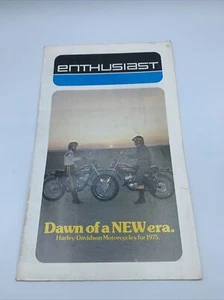 enthusiast
Dawn of a NEW era.
Harley-Davidson Motorcycles for 1975.